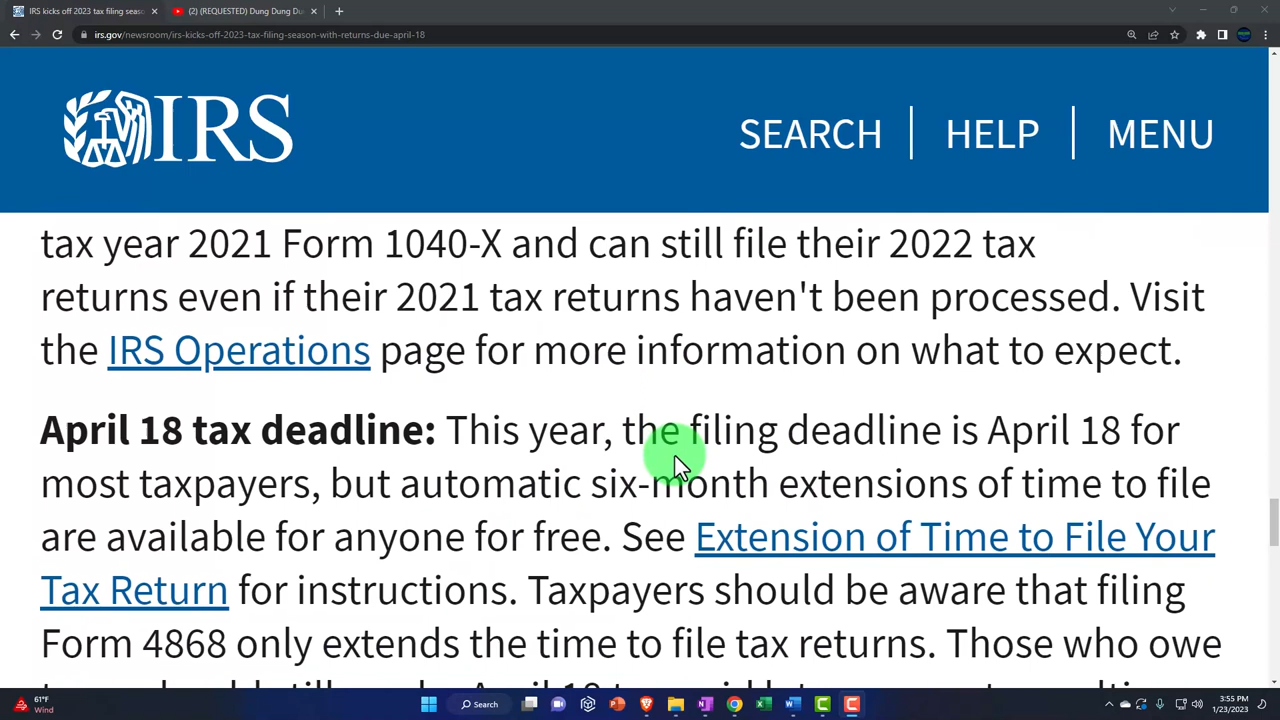 IRS kicks off 2023 tax filing seaso
(2) (REQUESTED) Dung Dung Du
irs.gov/newsroom/irs-kicks-off-2023-tax-filing-season-with-returns-due-april-18
IRS
SEARCH HELP MENU
tax year 2021 Form 1040-X and can still file their 2022 tax
returns even if their 2021 tax returns haven't been processed. Visit
the IRS Operations page for more information on what to expect.
April 18 tax deadline: This year, the filing deadline is April 18 for
most taxpayers, but automatic six-month extensions of time to file
are available for anyone for free. See Extension of Time to File Your
Tax Return for instructions. Taxpayers should be aware that filing
Form 4868 only extends the time to file tax returns. Those who owe
61°F
Wind
Search
3:55 PM
1/23/2023